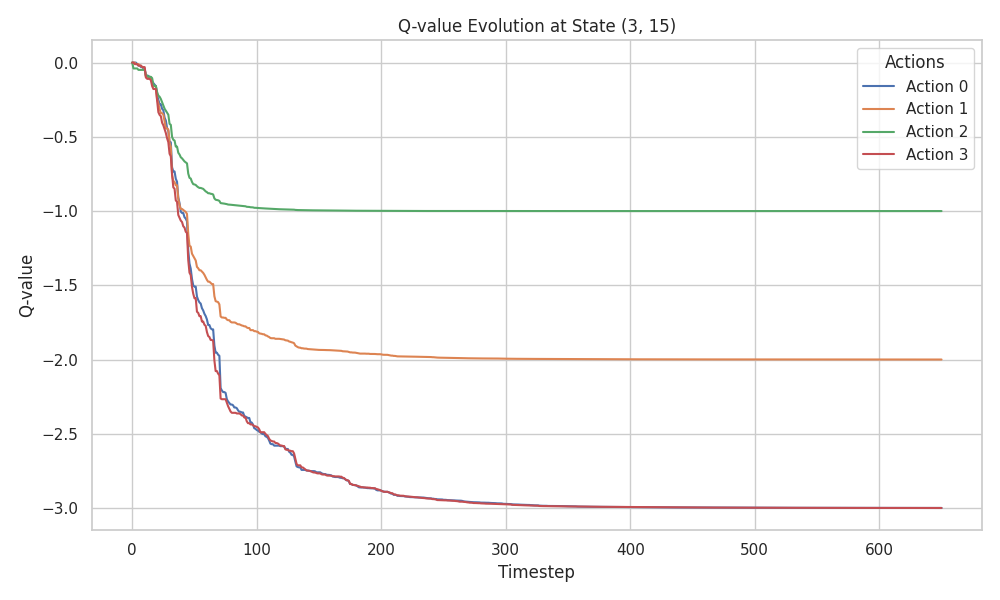 Q-value Evolution at State (3, 15)
Actions
Action 0
Action 1
Action 2
Action 3
Q-value
0.0
−0.5
−1.0
−1.5
−2.0
−2.5
−3.0
0 100 200 300 400 500 600
Timestep